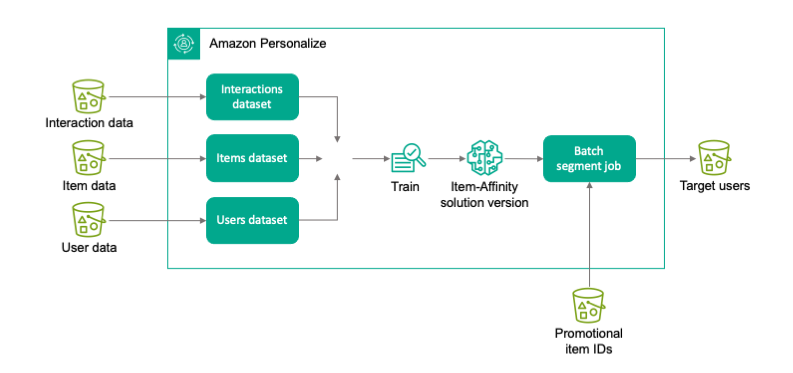 Amazon Personalize
Interaction data
Interactions
dataset
Item data
Items dataset
User data
Users dataset
Train
Item-Affinity
solution version
Batch
segment job
Target users
Promotional
item IDs